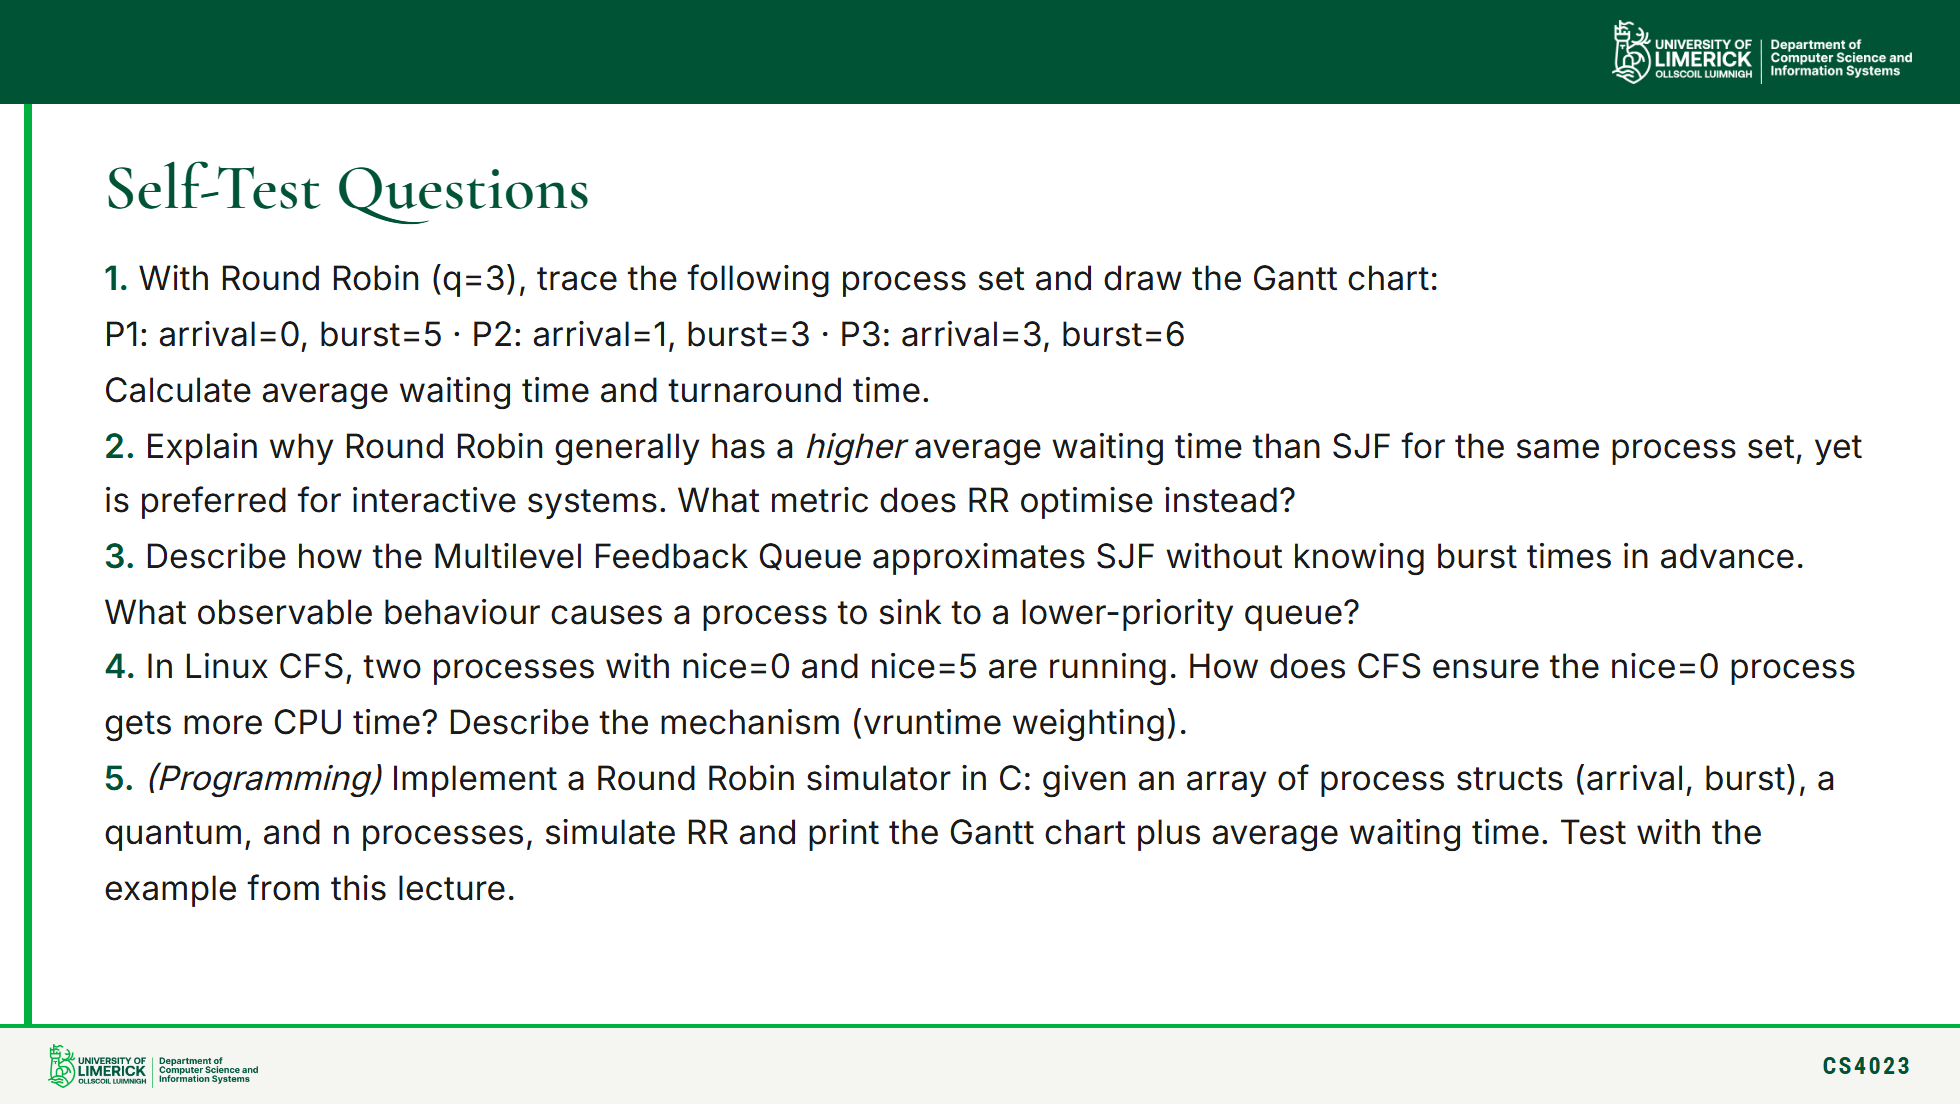 UNIVERSITY OF
LIMERICK
OLLSCOIL LUIMNIGH
Department of
Computer Science and
Information Systems
Self-Test Questions
1. With Round Robin (q=3), trace the following process set and draw the Gantt chart:
P1: arrival=0, burst=5 · P2: arrival=1, burst=3 · P3: arrival=3, burst=6
Calculate average waiting time and turnaround time.
2. Explain why Round Robin generally has a higher average waiting time than SJF for the same process set, yet
is preferred for interactive systems. What metric does RR optimise instead?
3. Describe how the Multilevel Feedback Queue approximates SJF without knowing burst times in advance.
What observable behaviour causes a process to sink to a lower-priority queue?
4. In Linux CFS, two processes with nice=0 and nice=5 are running. How does CFS ensure the nice=0 process
gets more CPU time? Describe the mechanism (vruntime weighting).
5. (Programming) Implement a Round Robin simulator in C: given an array of process structs (arrival, burst), a
quantum, and n processes, simulate RR and print the Gantt chart plus average waiting time. Test with the
example from this lecture.
UNIVERSITY OF
LIMERICK
OLLSCOIL LUIMNIGH
Department of
Computer Science and
Information Systems
CS4023